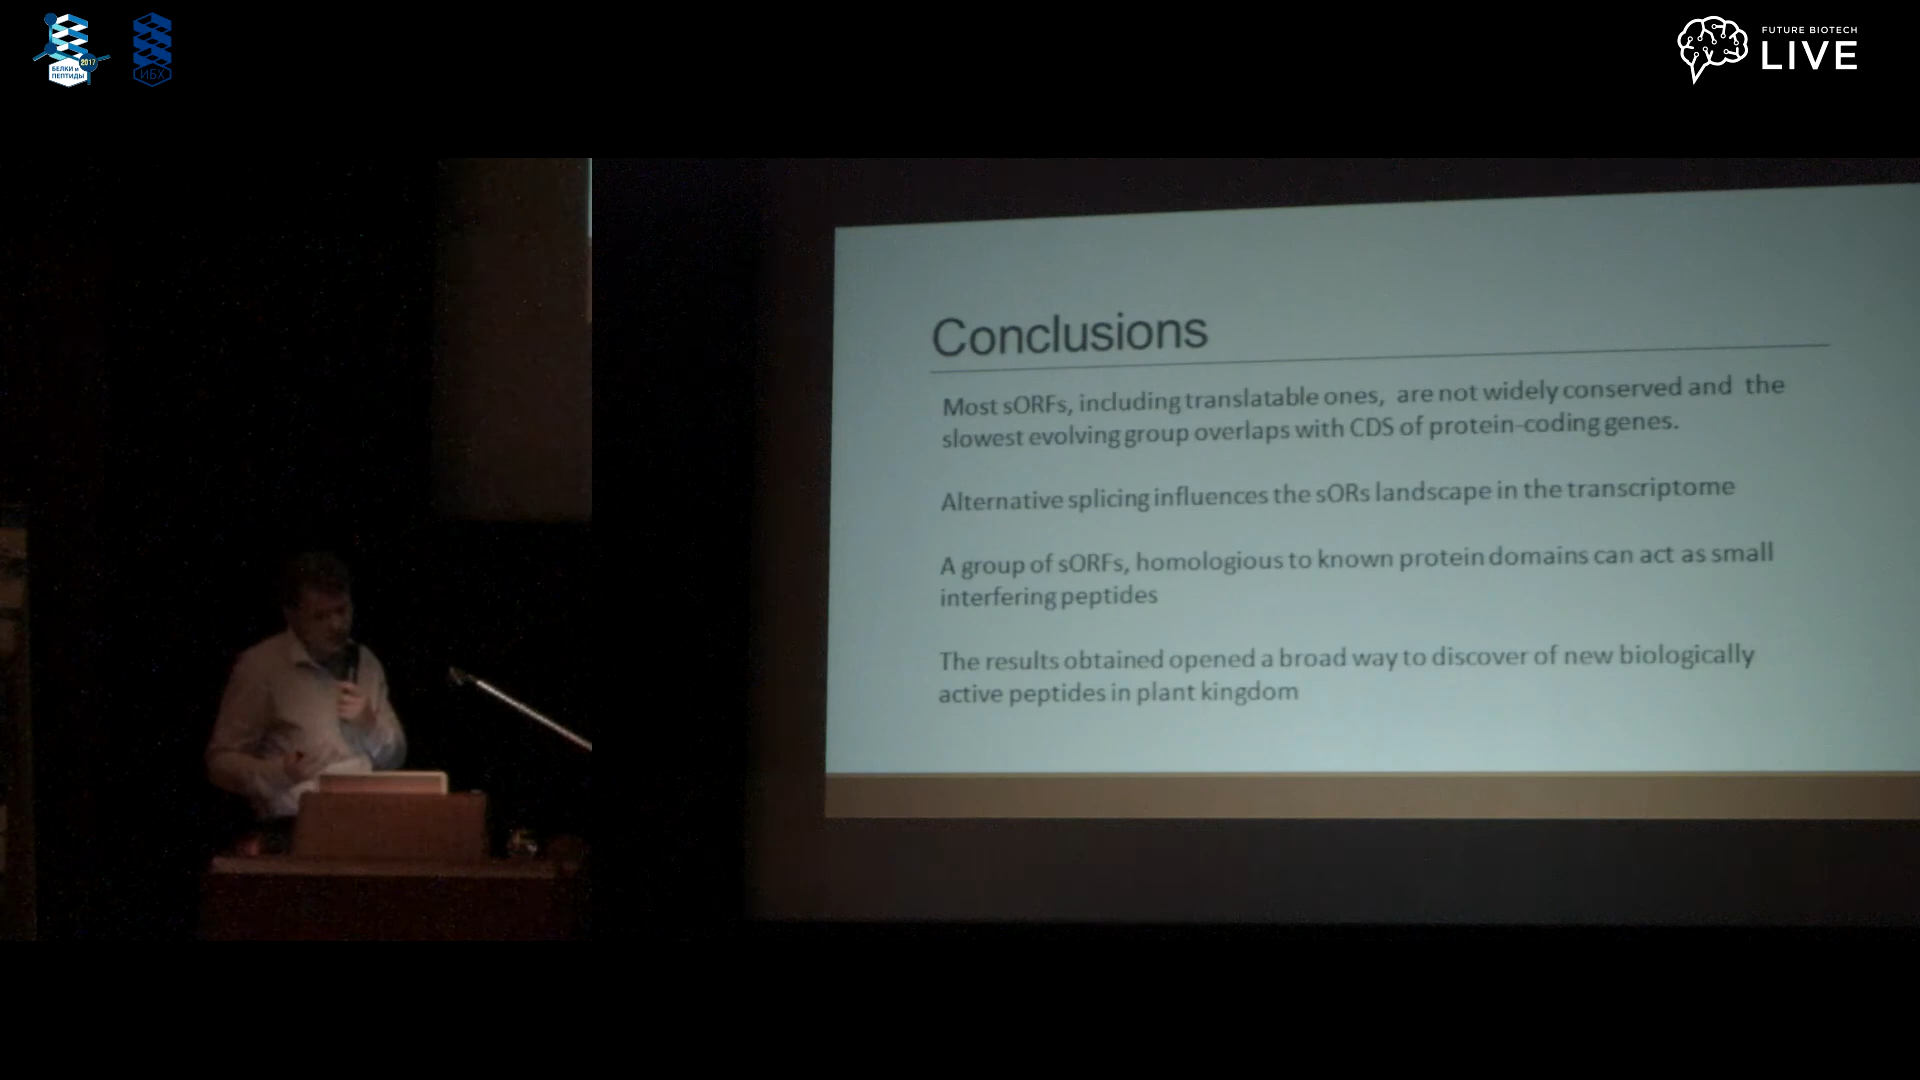 БЕЛКИ и
ПЕПТИДЫ
2017
ИБХ
FUTURE BIOTECH
LIVE
Conclusions
Most sORFs, including translatable ones, are not widely conserved and the
slowest evolving group overlaps with CDS of protein-coding genes.
Alternative splicing influences the sORs landscape in the transcriptome
A group of sORFs, homologious to known protein domains can act as small
interfering peptides
The results obtained opened a broad way to discover of new biologically
active peptides in plant kingdom